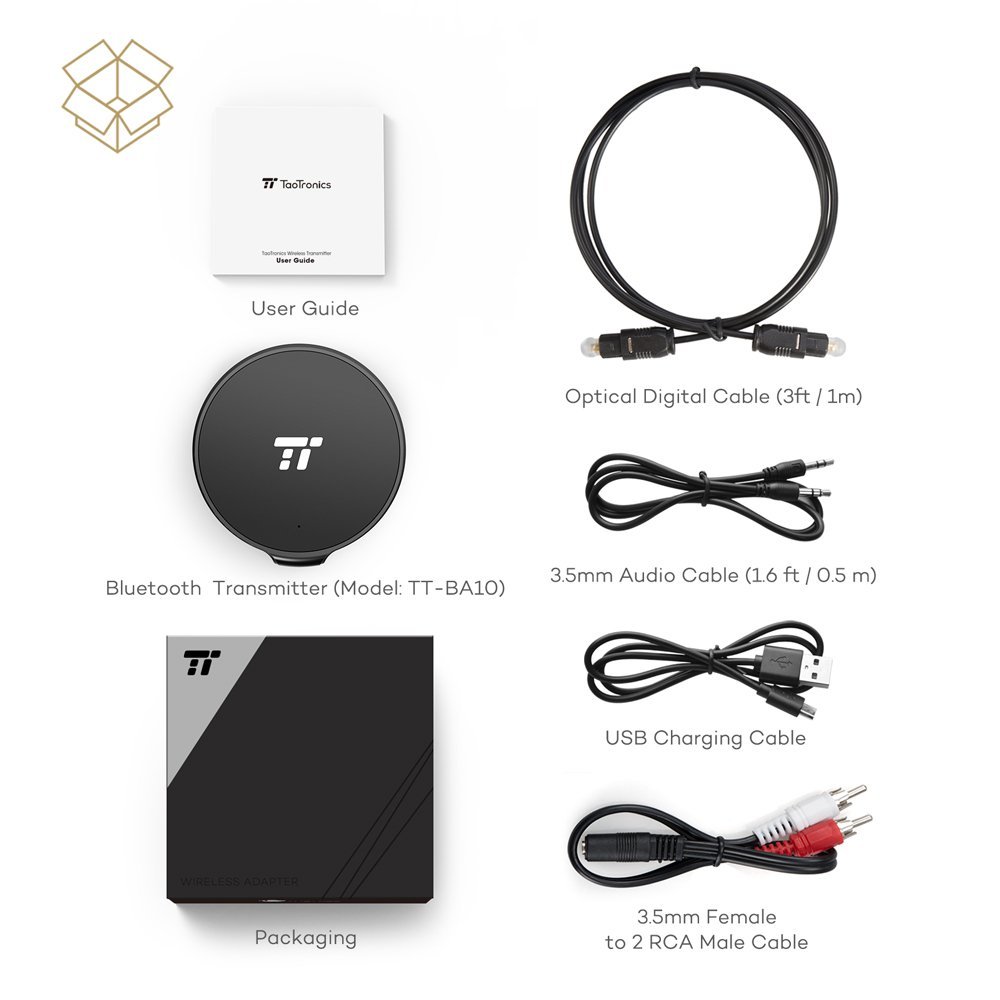 TaoTronics
TaoTronics Wireless Transmitter
User Guide
User Guide
Bluetooth Transmitter (Model: TT-BA10)
WIRELESS ADAPTER
Packaging
Optical Digital Cable (3ft / 1m)
3.5mm Audio Cable (1.6 ft / 0.5 m)
USB Charging Cable
3.5mm Female
to 2 RCA Male Cable